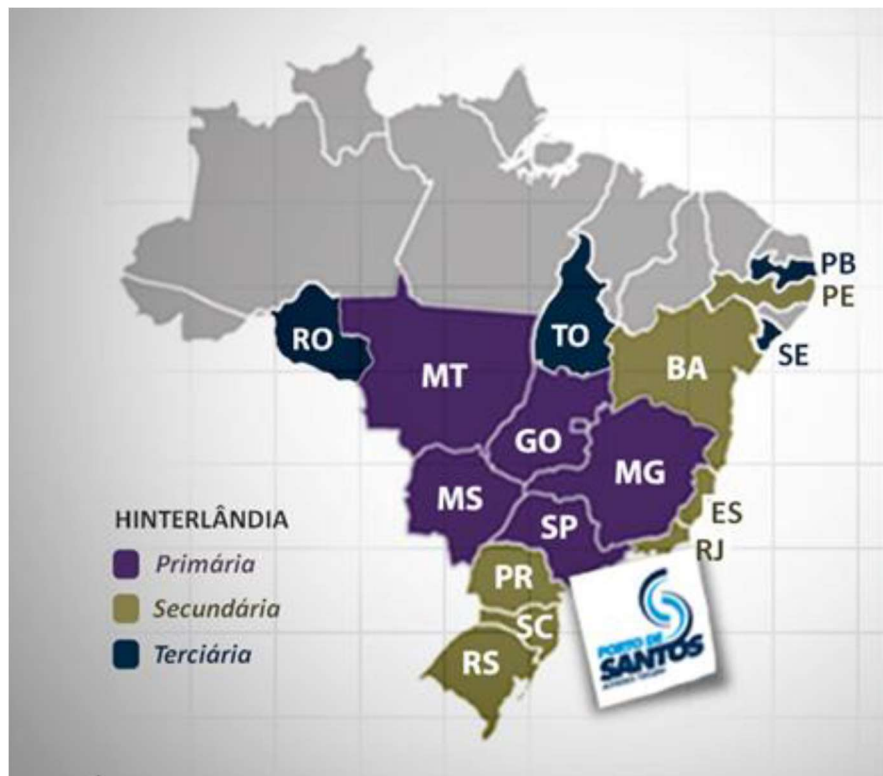 PB
PE
RO
TO
SE
BA
MT
GO
MG
MS
ES
SP
RJ
HINTERLÂNDIA
Primária
Secundária
Terciária
PR
SC
RS
PORTO DE
SANTOS